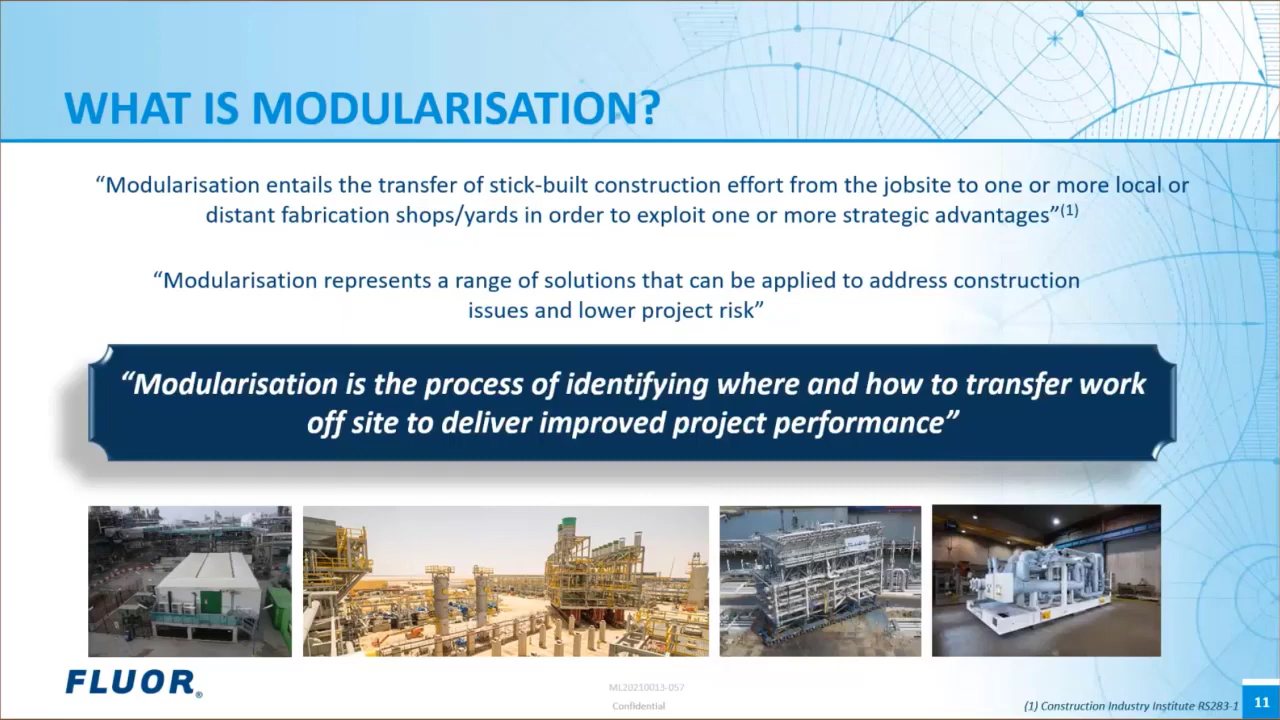 WHAT IS MODULARISATION?
“Modularisation entails the transfer of stick-built construction effort from the jobsite to one or more local or
distant fabrication shops/yards in order to exploit one or more strategic advantages”(1)
“Modularisation represents a range of solutions that can be applied to address construction
issues and lower project risk”
“Modularisation is the process of identifying where and how to transfer work
off site to deliver improved project performance”
FLUOR®
ML20210013-057
Confidential
(1) Construction Industry Institute RS283-1
11